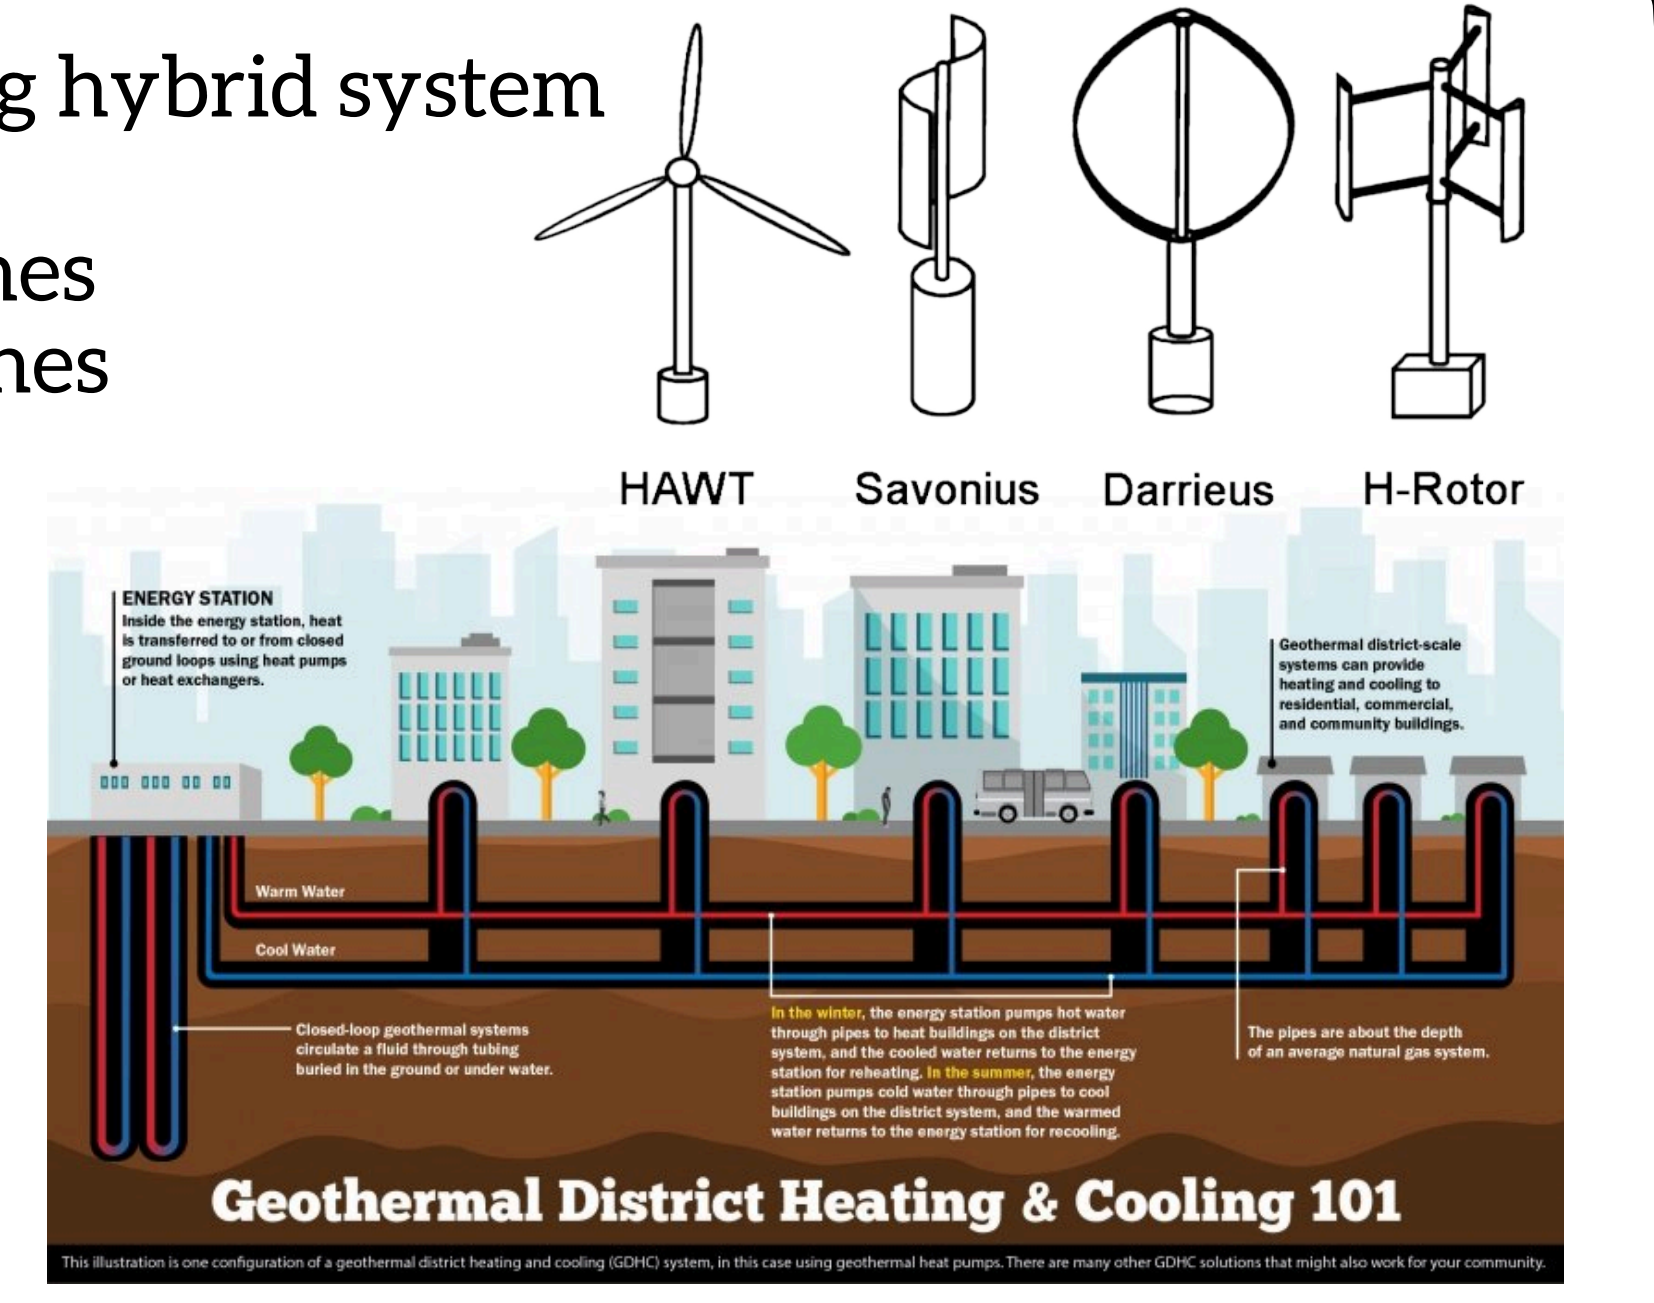 g hybrid system
nes
nes
HAWT
Savonius
Darrieus
H-Rotor
ENERGY STATION
Inside the energy station, heat
is transferred to or from closed
ground loops using heat pumps
or heat exchangers.
Geothermal district-scale
systems can provide
heating and cooling to
residential, commercial,
and community buildings.
Warm Water
Cool Water
Closed-loop geothermal systems
circulate a fluid through tubing
buried in the ground or under water.
In the winter, the energy station pumps hot water
through pipes to heat buildings on the district
system, and the cooled water returns to the energy
station for reheating. In the summer, the energy
station pumps cold water through pipes to cool
buildings on the district system, and the warmed
water returns to the energy station for recooling.
The pipes are about the depth
of an average natural gas system.
Geothermal District Heating & Cooling 101
This illustration is one configuration of a geothermal district heating and cooling (GDHC) system, in this case using geothermal heat pumps. There are many other GDHC solutions that might also work for your community.